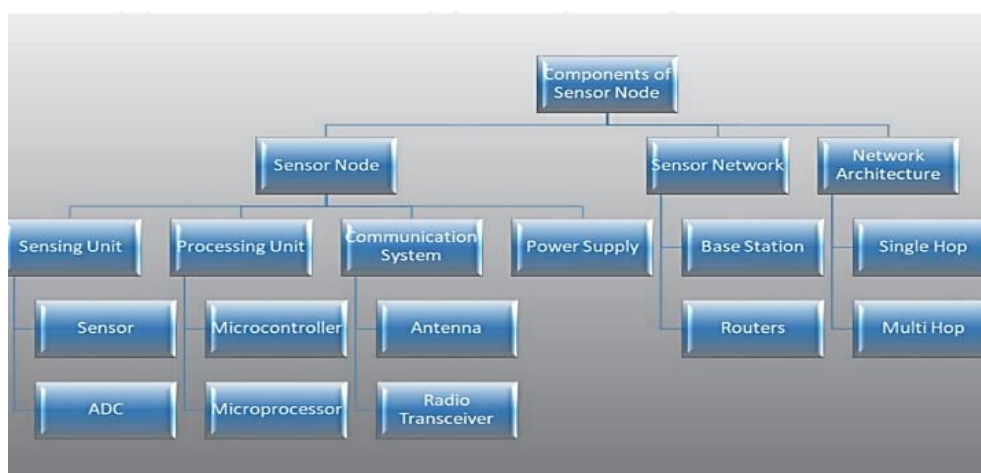 Components of
Sensor Node
Sensor Node
Sensor Network
Network
Architecture
Sensing Unit
Processing Unit
Communication
System
Power Supply
Base Station
Single Hop
Sensor
Microcontroller
Antenna
Routers
Multi Hop
ADC
Microprocessor
Radio
Transceiver